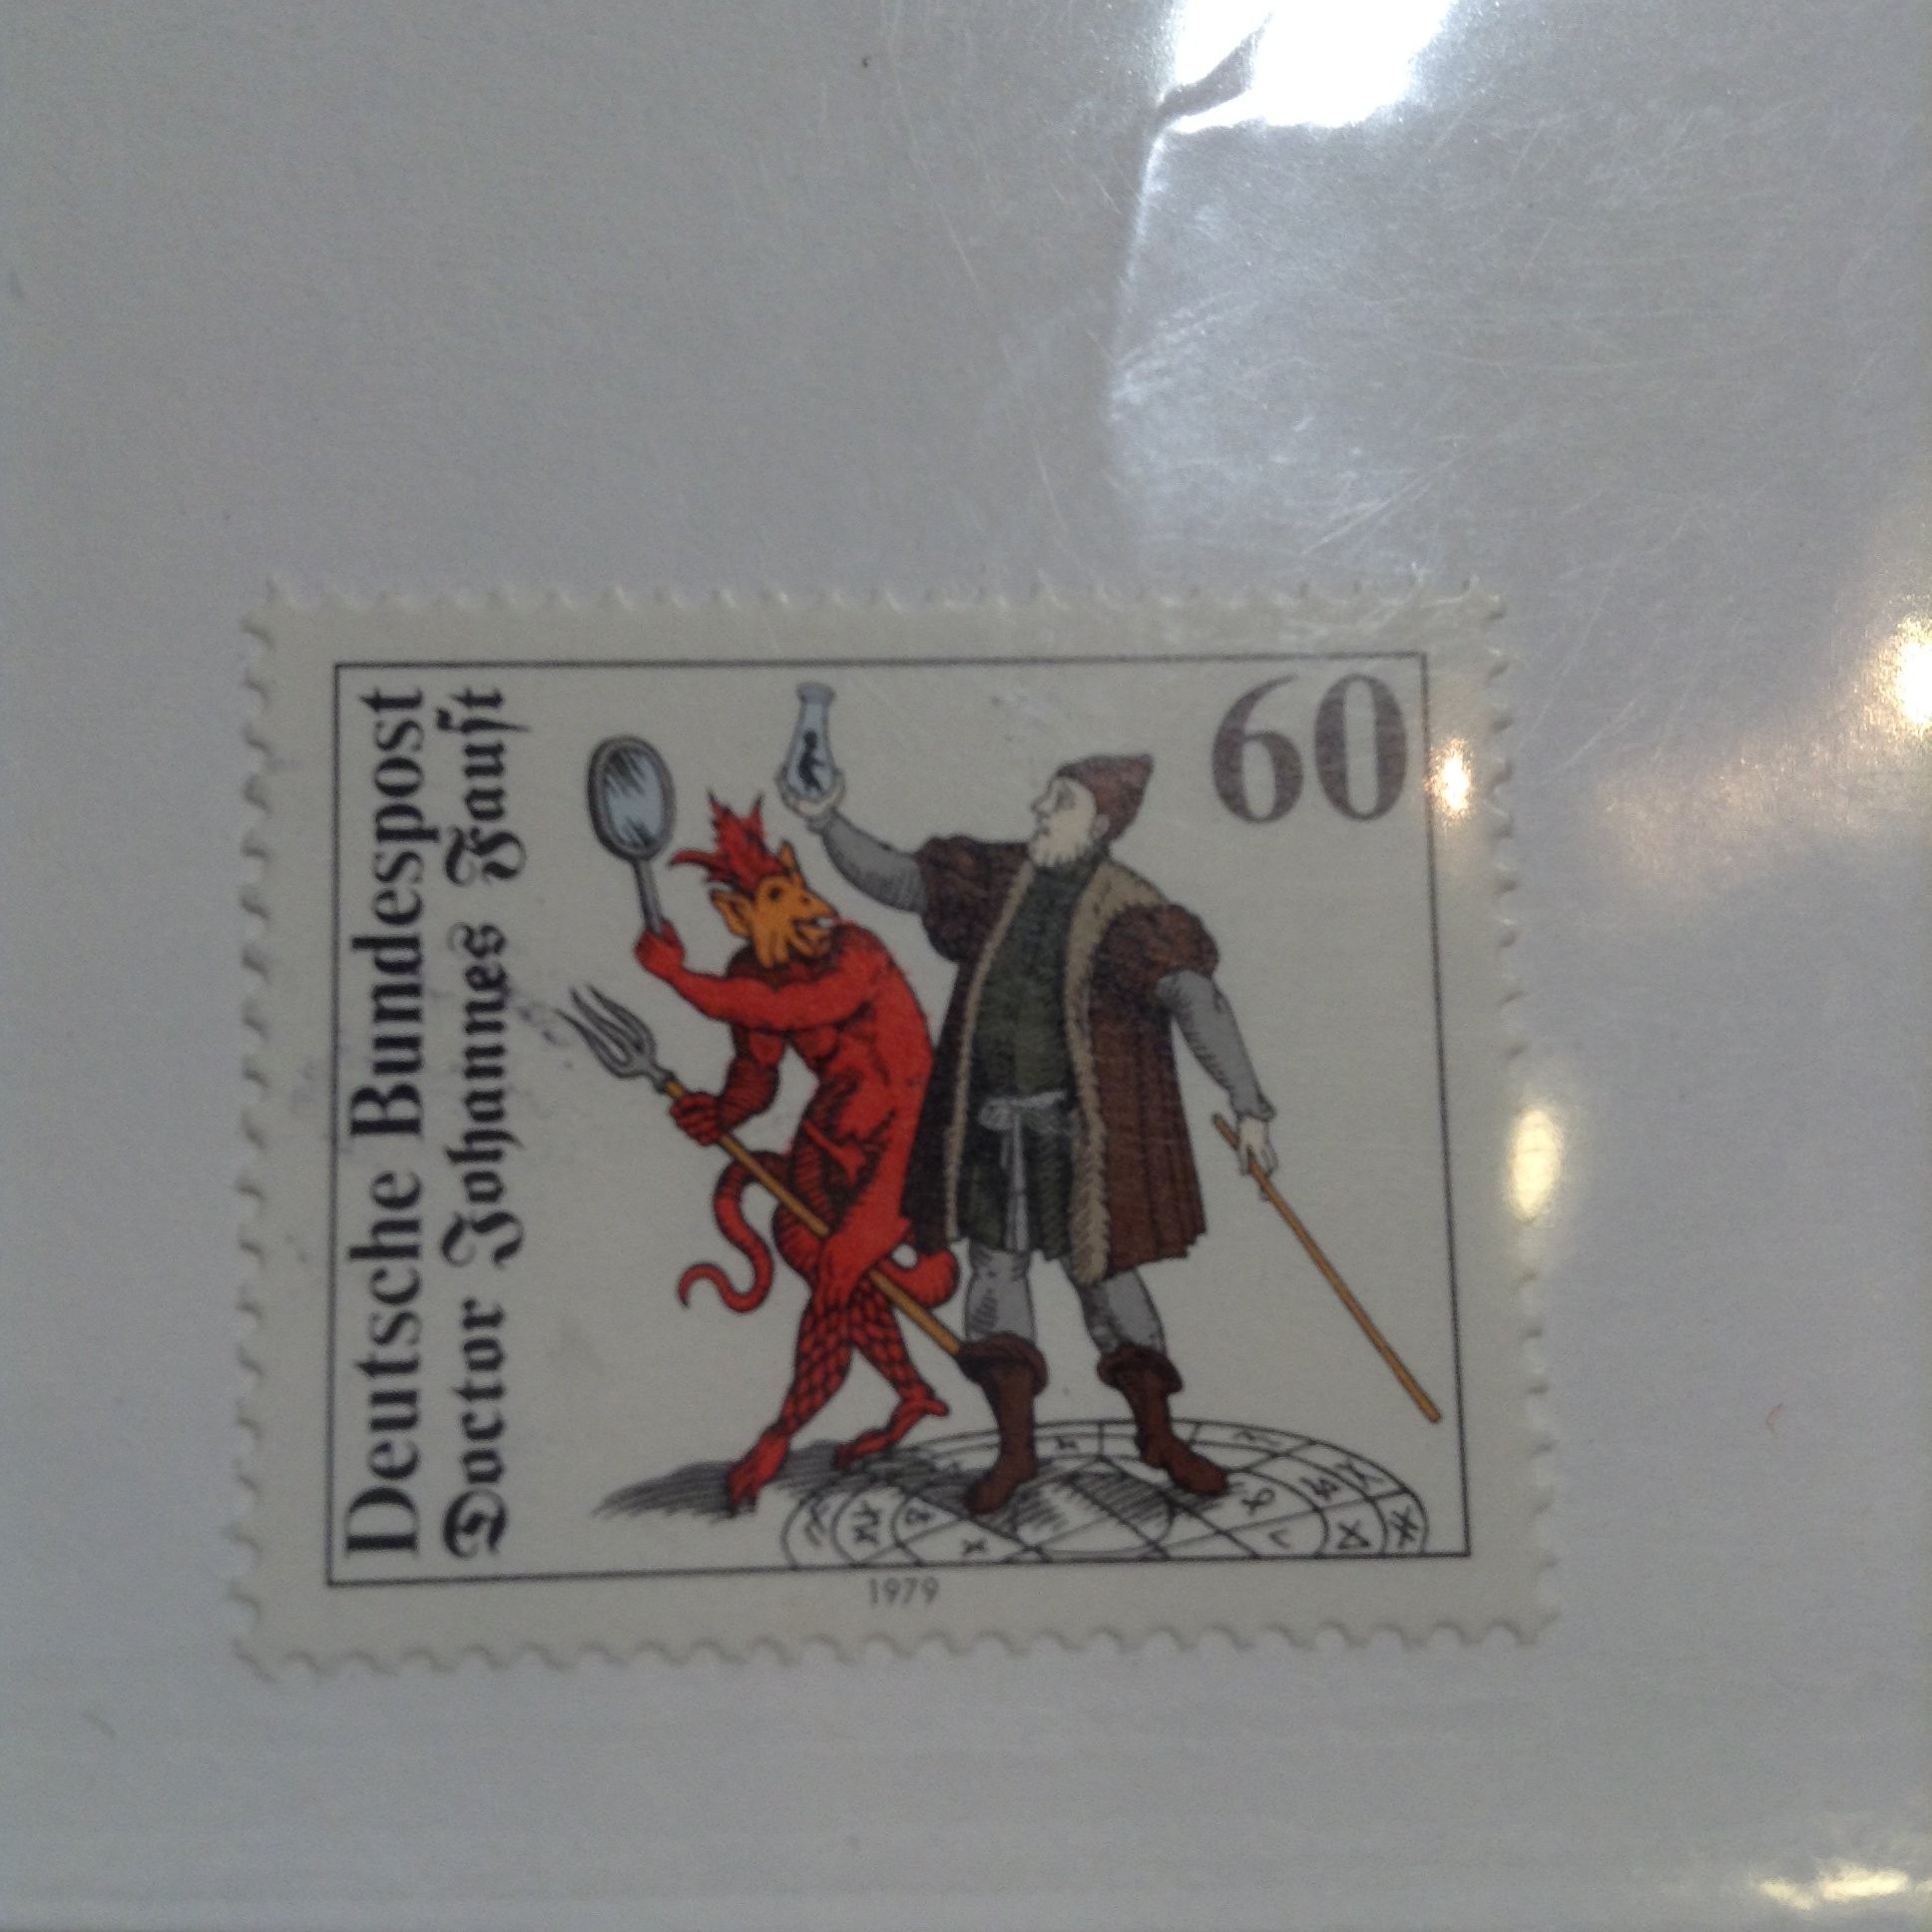 Deutsche Bundespost
Doctor Johannes Fauſt
60
1979